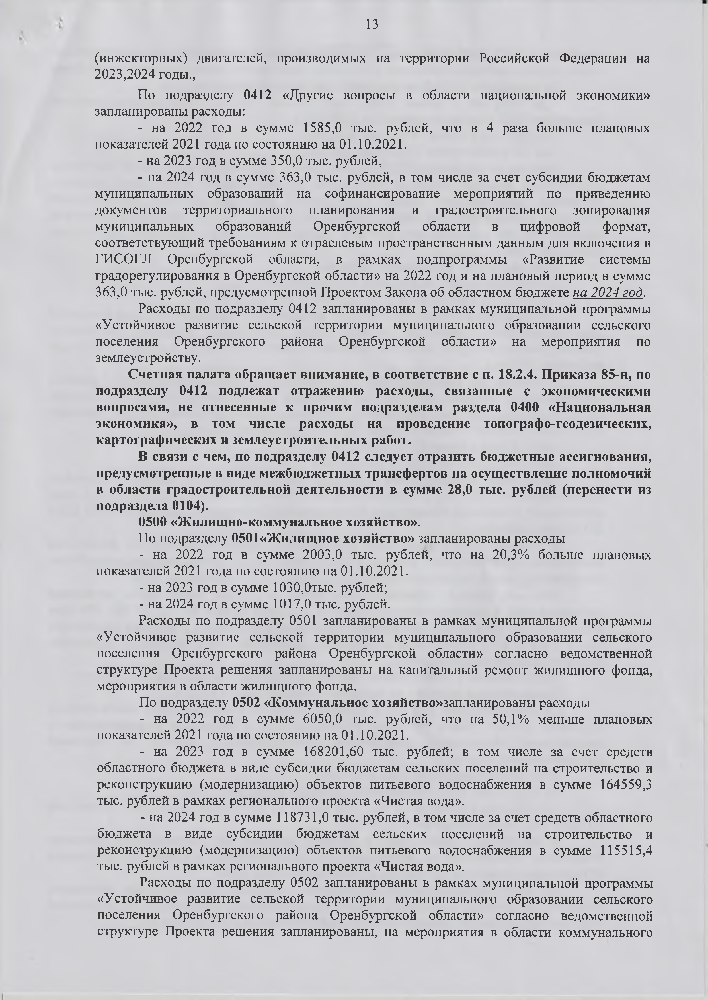 13
(инжекторных) двигателей, производимых на территории Российской Федерации на
2023,2024 годы.,
По подразделу 0412 «Другие вопросы в области национальной экономики»
запланированы расходы:
- на 2022 год в сумме 1585,0 тыс. рублей, что в 4 раза больше плановых
показателей 2021 года по состоянию на 01.10.2021.
- на 2023 год в сумме 350,0 тыс. рублей,
- на 2024 год в сумме 363,0 тыс. рублей, в том числе за счет субсидии бюджетам
муниципальных образований на софинансирование мероприятий по приведению
документов территориального планирования и градостроительного зонирования
муниципальных образований Оренбургской области в цифровой формат,
соответствующий требованиям к отраслевым пространственным данным для включения в
ГИСОГЛ Оренбургской области, в рамках подпрограммы «Развитие системы
градорегулирования в Оренбургской области» на 2022 год и на плановый период в сумме
363,0 тыс. рублей, предусмотренной Проектом Закона об областном бюджете на 2024 год.
Расходы по подразделу 0412 запланированы в рамках муниципальной программы
«Устойчивое развитие сельской территории муниципального образовании сельского
поселения Оренбургского района Оренбургской области» на мероприятия по
землеустройству.
Счетная палата обращает внимание, в соответствие с п. 18.2.4. Приказа 85-н, по
подразделу 0412 подлежат отражению расходы, связанные с экономическими
вопросами, не отнесенные к прочим подразделам раздела 0400 «Национальная
экономика», в том числе расходы на проведение топографо-геодезических,
картографических и землеустроительных работ.
В связи с чем, по подразделу 0412 следует отразить бюджетные ассигнования,
предусмотренные в виде межбюджетных трансфертов на осуществление полномочий
в области градостроительной деятельности в сумме 28,0 тыс. рублей (перенести из
подраздела 0104).
0500 «Жилищно-коммунальное хозяйство».
По подразделу 0501«Жилищное хозяйство» запланированы расходы
- на 2022 год в сумме 2003,0 тыс. рублей, что на 20,3% больше плановых
показателей 2021 года по состоянию на 01.10.2021.
- на 2023 год в сумме 1030,0тыс. рублей;
- на 2024 год в сумме 1017,0 тыс. рублей.
Расходы по подразделу 0501 запланированы в рамках муниципальной программы
«Устойчивое развитие сельской территории муниципального образовании сельского
поселения Оренбургского района Оренбургской области» согласно ведомственной
структуре Проекта решения запланированы на капитальный ремонт жилищного фонда,
мероприятия в области жилищного фонда.
По подразделу 0502 «Коммунальное хозяйство»запланированы расходы
- на 2022 год в сумме 6050,0 тыс. рублей, что на 50,1% меньше плановых
показателей 2021 года по состоянию на 01.10.2021.
- на 2023 год в сумме 168201,60 тыс. рублей; в том числе за счет средств
областного бюджета в виде субсидии бюджетам сельских поселений на строительство и
реконструкцию (модернизацию) объектов питьевого водоснабжения в сумме 164559,3
тыс. рублей в рамках регионального проекта «Чистая вода».
- на 2024 год в сумме 118731,0 тыс. рублей, в том числе за счет средств областного
бюджета в виде субсидии бюджетам сельских поселений на строительство и
реконструкцию (модернизацию) объектов питьевого водоснабжения в сумме 115515,4
тыс. рублей в рамках регионального проекта «Чистая вода».
Расходы по подразделу 0502 запланированы в рамках муниципальной программы
«Устойчивое развитие сельской территории муниципального образовании сельского
поселения Оренбургского района Оренбургской области» согласно ведомственной
структуре Проекта решения запланированы, на мероприятия в области коммунального